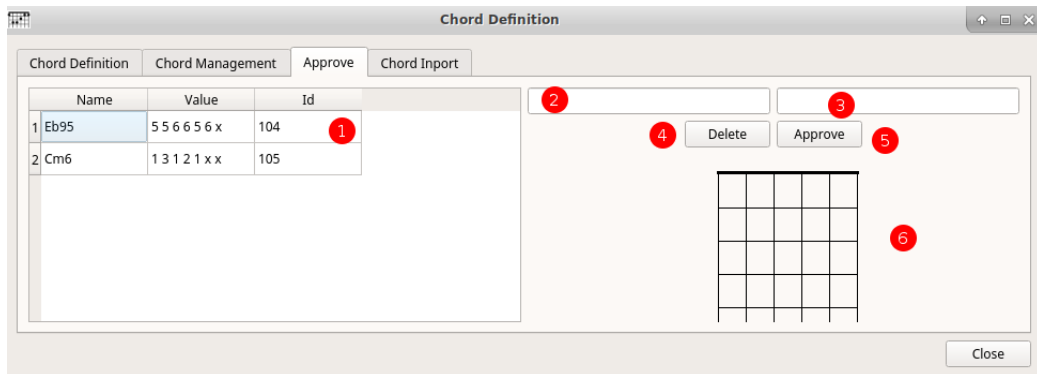 Chord Definition
Chord Definition Chord Management Approve Chord Inport
Name Value Id
1 Eb95 5 5 6 6 5 6 x 104
2 Cm6 1 3 1 2 1 x x 105
1
2
3
4 Delete Approve 5
6
Close